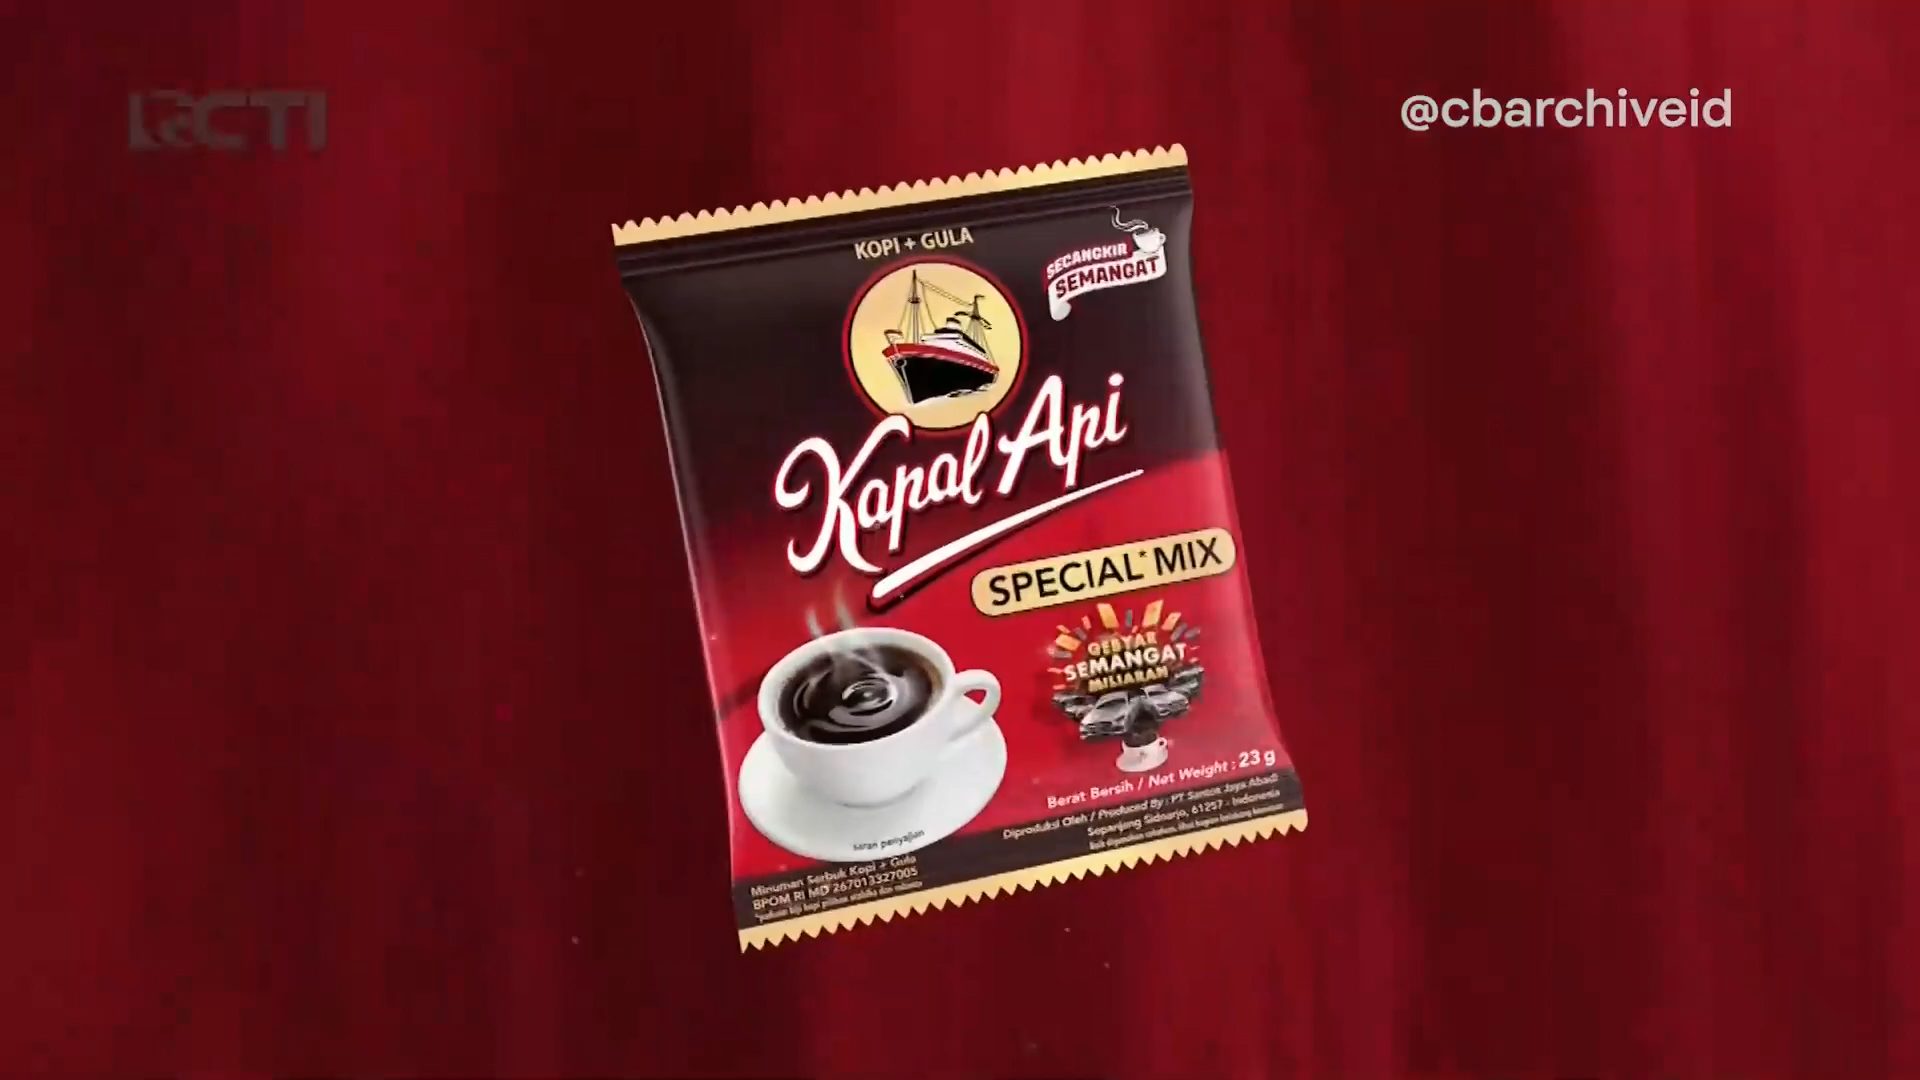 RCTI
@cbarchiveid
KOPI + GULA
SECANGKIR
SEMANGAT
Kapal Api
SPECIAL* MIX
GEBYAR
SEMANGAT
MILIARAN
Berat Bersih / Net Weight : 23 g
Diproduksi Oleh / Produced By : PT Santos Jaya Abadi
Sepanjang Sidoarjo, 61257 - Indonesia
saran penyajian
Minuman Serbuk Kopi + Gula
BPOM RI MD 267013327005